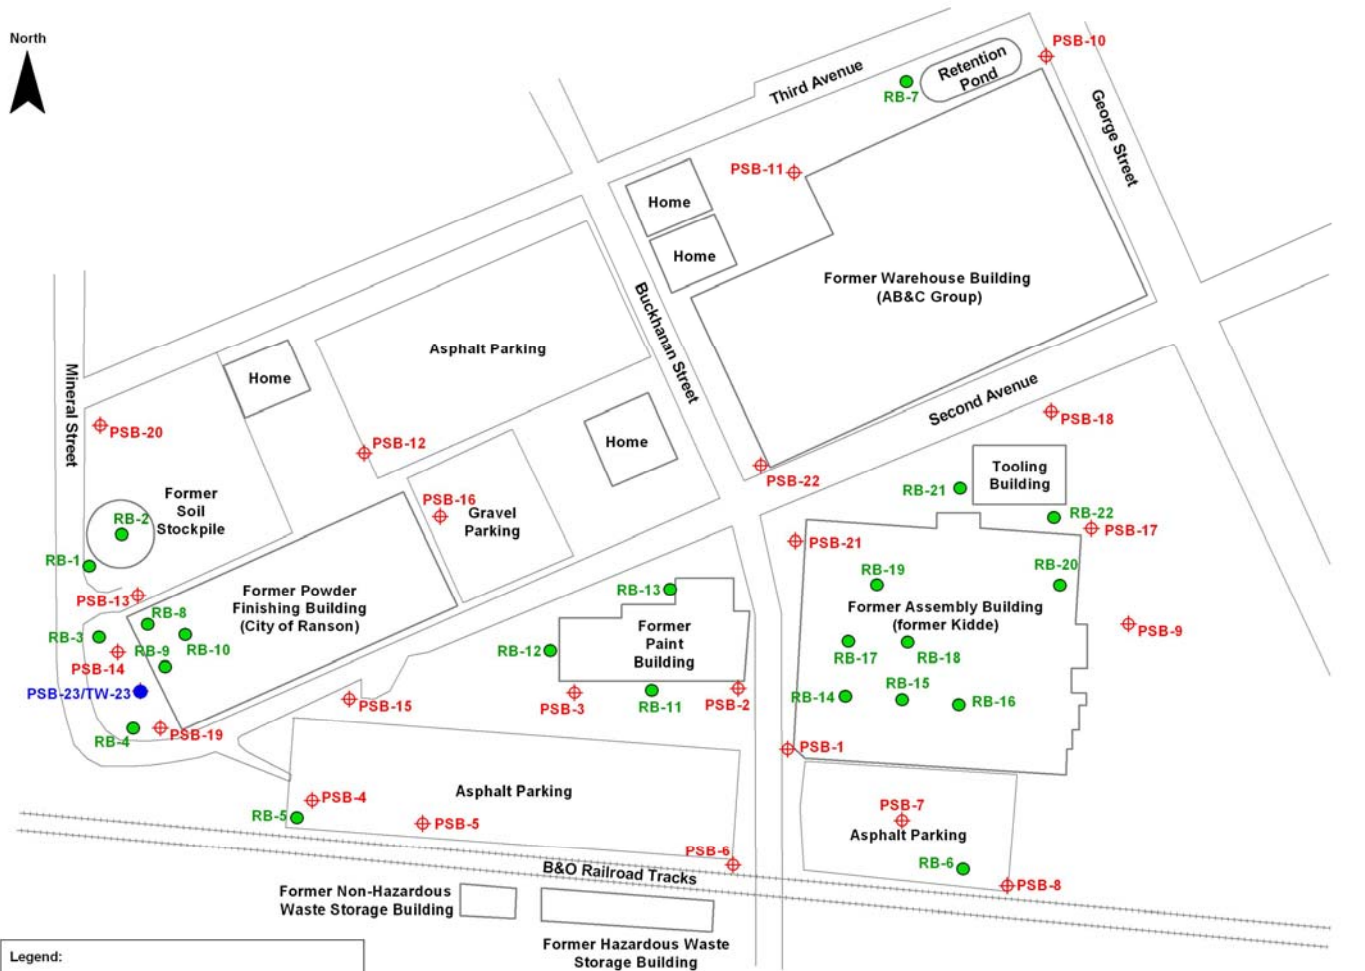 North
PSB-10
Third Avenue
Retention
Pond
RB-7
George Street
PSB-11
Home
Home
Former Warehouse Building
(AB&C Group)
Buckhanan Street
Asphalt Parking
Home
Mineral Street
Second Avenue
PSB-18
PSB-20
PSB-12
Home
PSB-22
Tooling
Building
RB-21
Former
Soil
Stockpile
RB-2
PSB-16
Gravel
Parking
RB-22
PSB-17
PSB-21
RB-1
RB-19
RB-20
PSB-13
Former Powder
Finishing Building
(City of Ranson)
RB-13
Former Assembly Building
(former Kidde)
PSB-9
RB-8
RB-3
RB-9
RB-10
PSB-14
RB-12
Former
Paint
Building
RB-17
RB-18
PSB-23/TW-23
PSB-15
PSB-3
RB-11
PSB-2
RB-14
RB-15
RB-16
RB-4
PSB-19
PSB-1
PSB-4
Asphalt Parking
RB-5
PSB-5
PSB-7
Asphalt Parking
PSB-6
RB-6
B&O Railroad Tracks
PSB-8
Former Non-Hazardous
Waste Storage Building
Former Hazardous Waste
Storage Building
Legend: